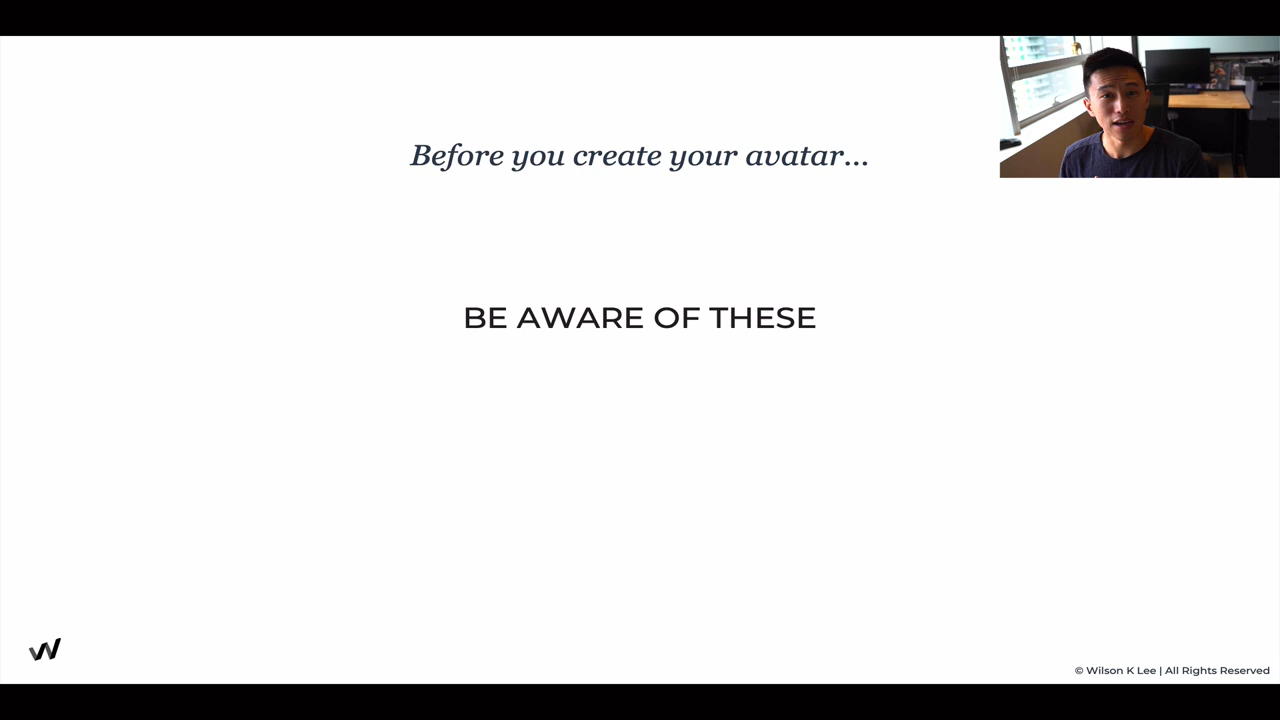 Before you create your avatar...
BE AWARE OF THESE
© Wilson K Lee | All Rights Reserved